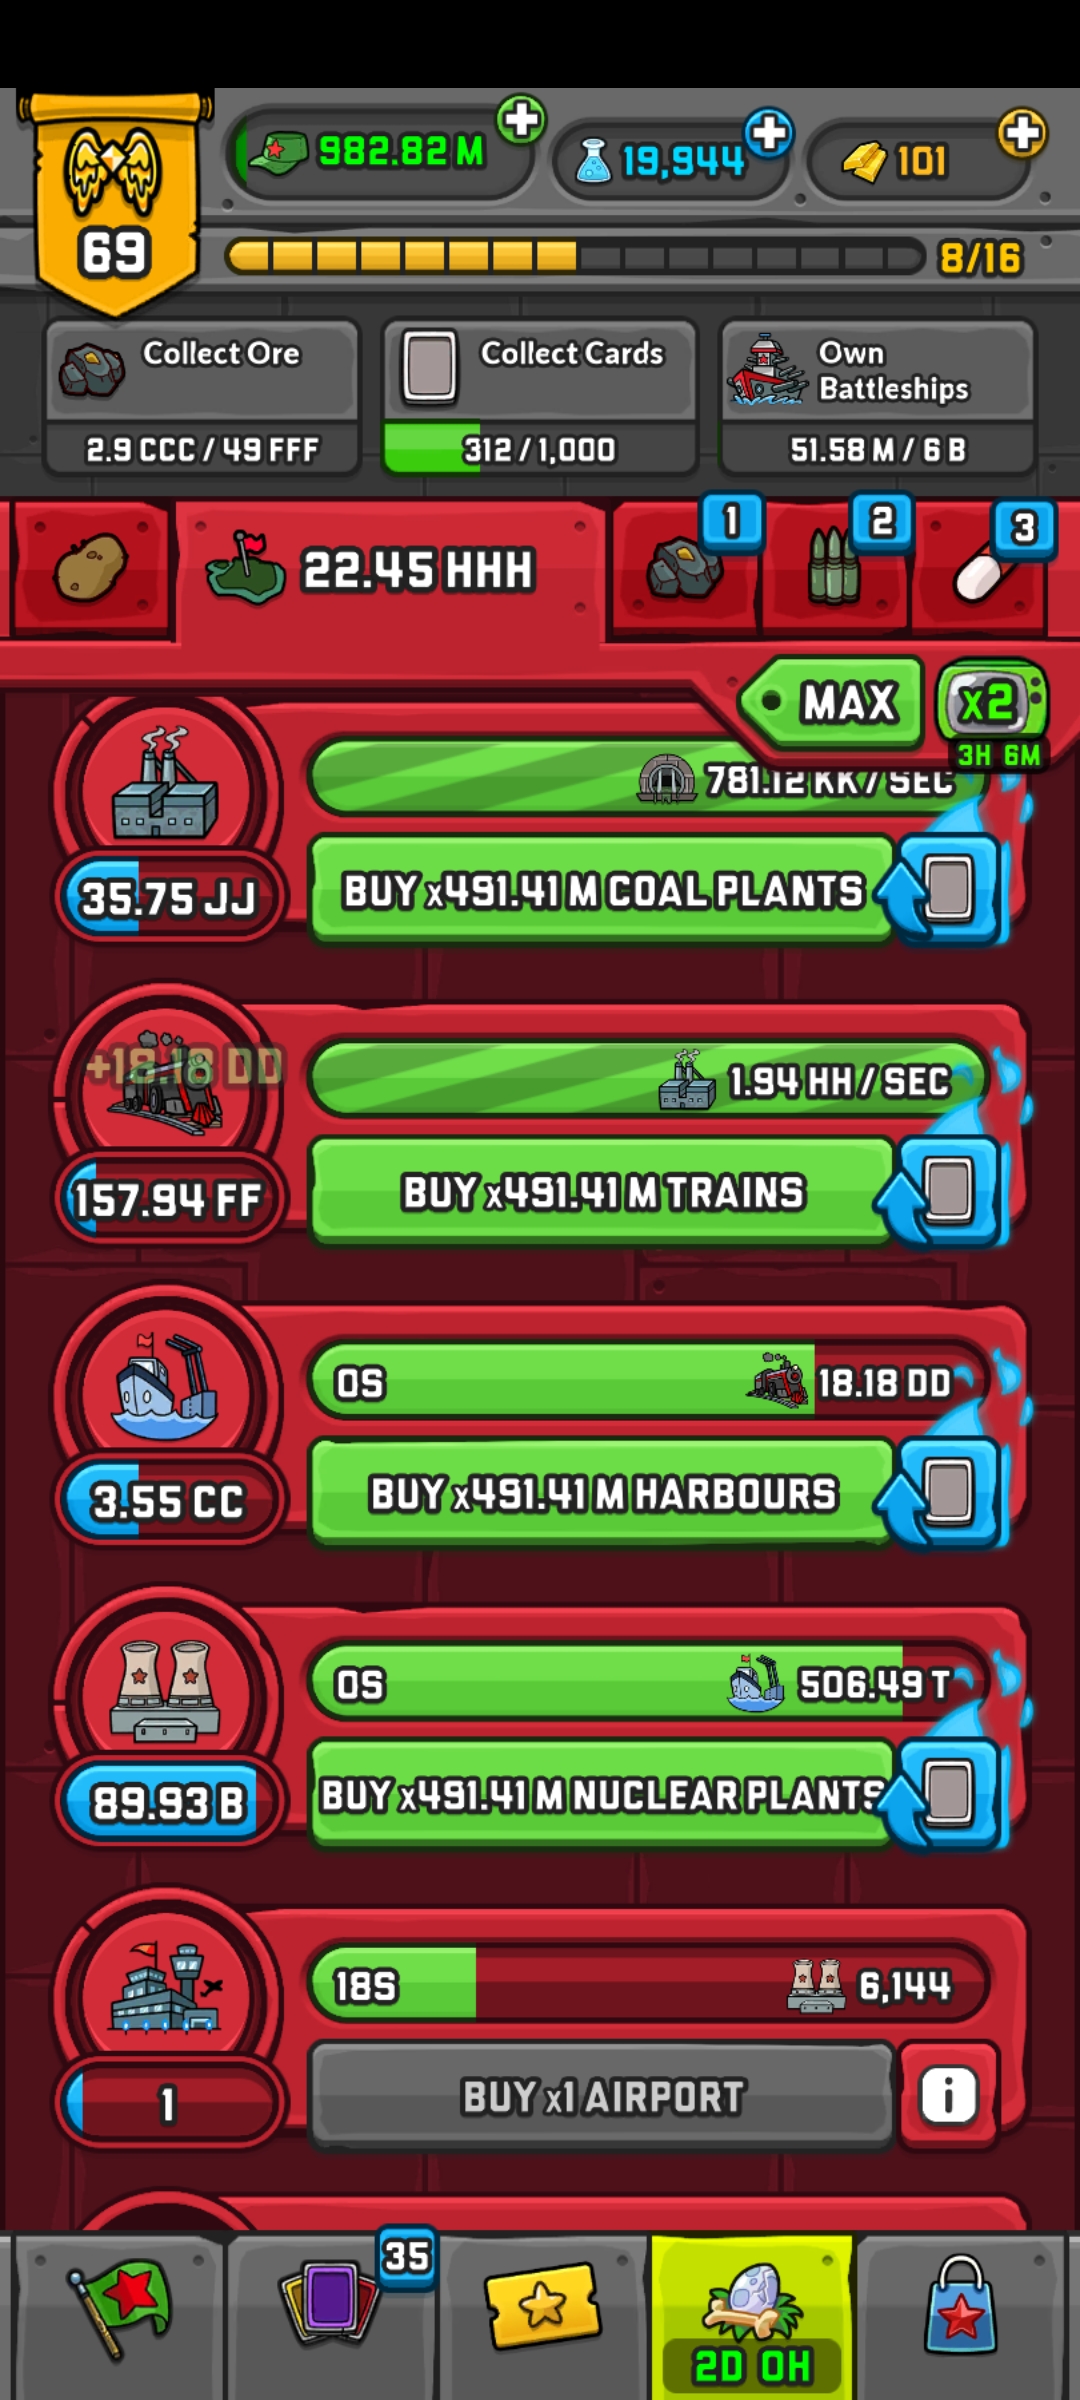 982.82 M
19,944
101
69
8/16
Collect Ore
2.9 CCC / 49 FFF
Collect Cards
312 / 1,000
Own
Battleships
51.58 M / 6 B
22.45 HHH
1
2
3
MAX
x2
3H 6M
781.12 KK / SEC
35.75 JJ
BUY x491.41 M COAL PLANTS
+18.18 DD
1.94 HH / SEC
157.94 FF
BUY x491.41 M TRAINS
0S
18.18 DD
3.55 CC
BUY x491.41 M HARBOURS
0S
506.49 T
89.93 B
BUY x491.41 M NUCLEAR PLANTS
18S
6,144
1
BUY x1 AIRPORT
i
35
2D 0H